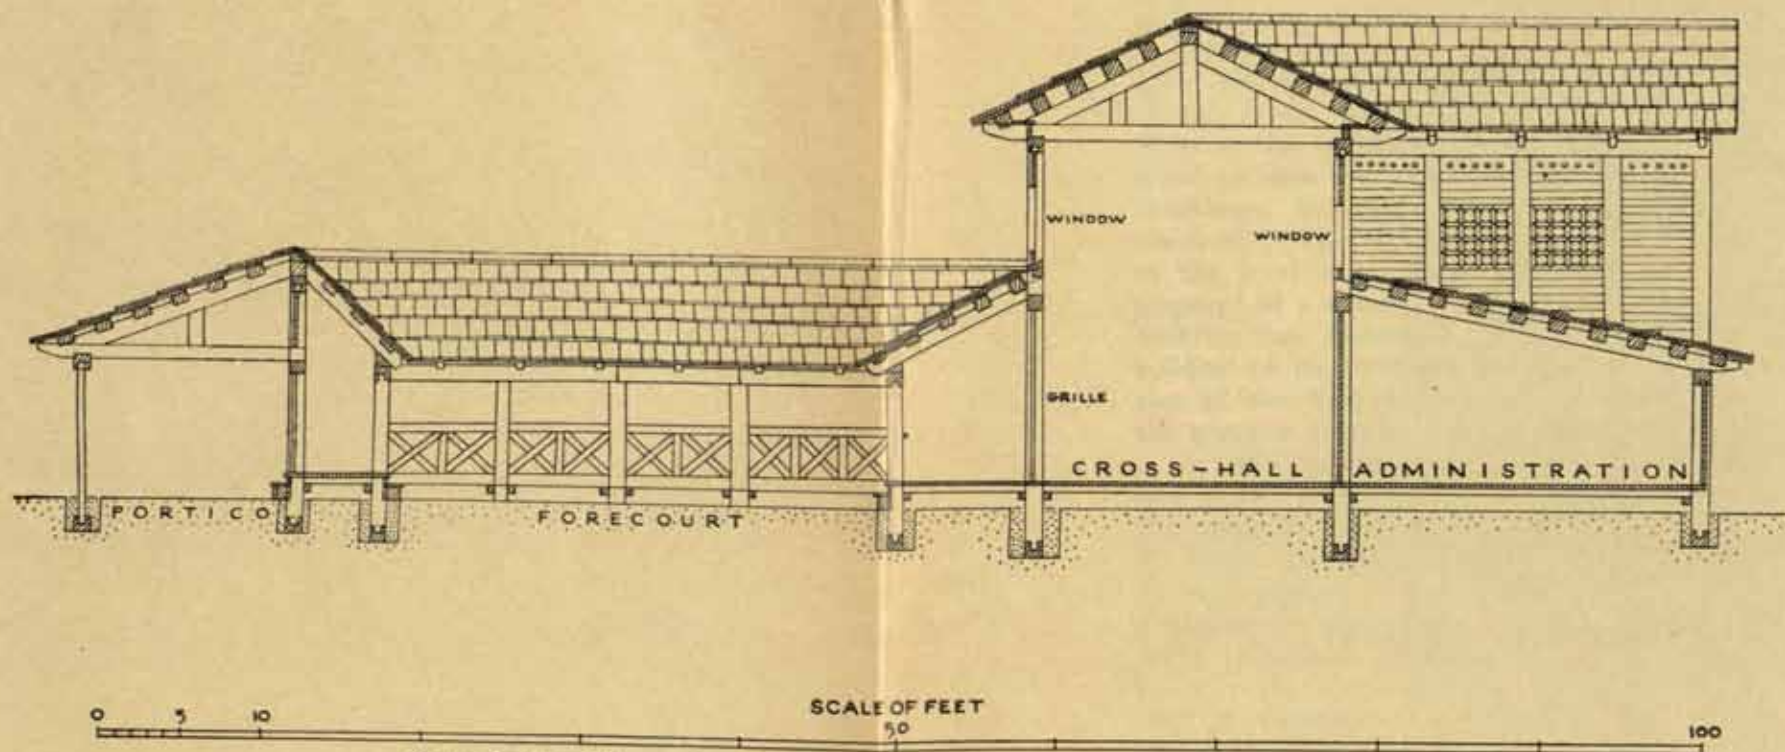 WINDOW
WINDOW
GRILLE
CROSS-HALL ADMINISTRATION
PORTICO FORECOURT
SCALE OF FEET
0 5 10 50 100